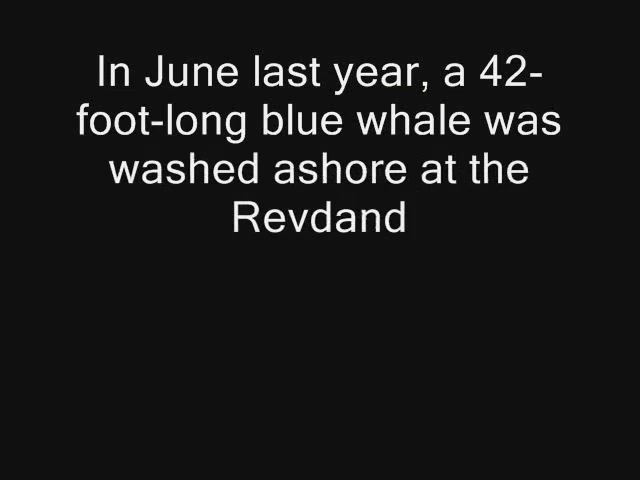 In June last year, a 42-
foot-long blue whale was
washed ashore at the
Revdand